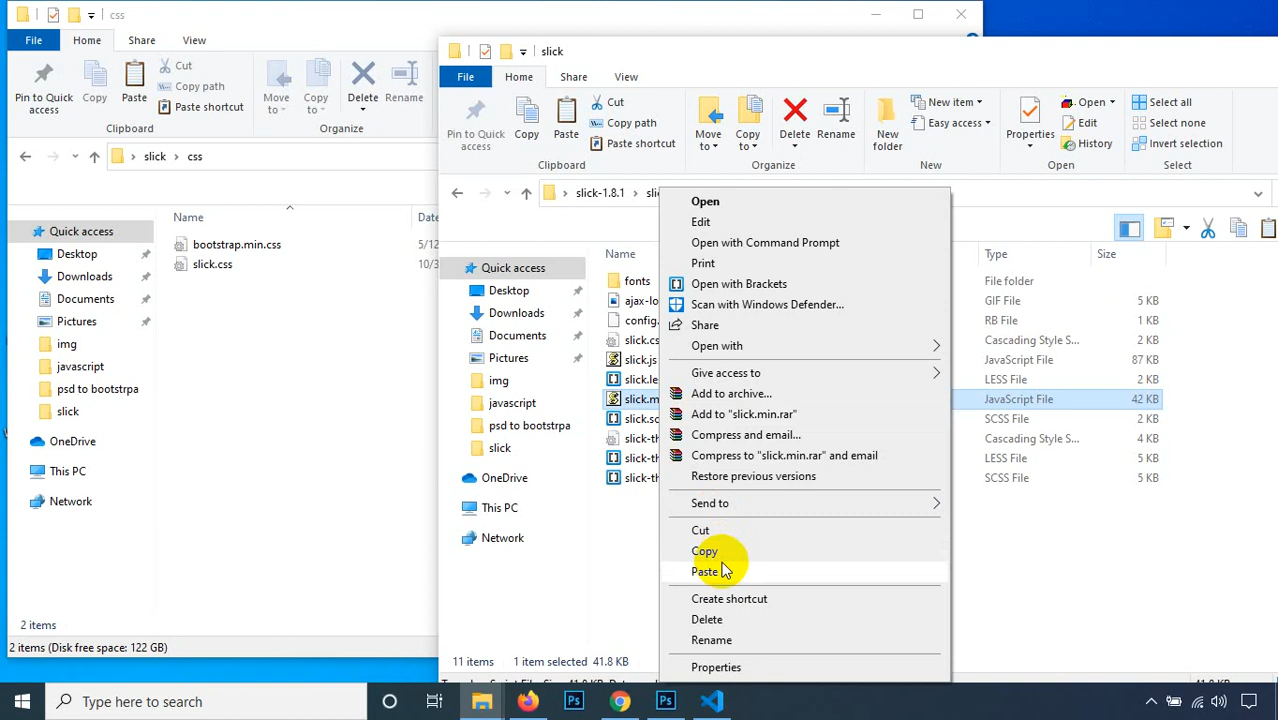 css
File Home Share View
Pin to Quick access
Copy
Paste
Cut
Copy path
Paste shortcut
Clipboard
Move to
Copy to
Delete
Rename
Organize
slick > css
Name
Date
Quick access
Desktop
Downloads
Documents
Pictures
img
javascript
psd to bootstrpa
slick
OneDrive
This PC
Network
bootstrap.min.css 5/12
slick.css 10/3
2 items
2 items (Disk free space: 122 GB)
slick
File Home Share View
Pin to Quick access
Copy
Paste
Cut
Copy path
Paste shortcut
Clipboard
Move to
Copy to
Delete
Rename
Organize
New folder
New item
Easy access
New
Properties
Open
Edit
History
Open
Select all
Select none
Invert selection
Select
slick-1.8.1
Quick access
Desktop
Downloads
Documents
Pictures
img
javascript
psd to bootstrpa
slick
OneDrive
This PC
Network
Name Type Size
fonts File folder
ajax-lo GIF File 5 KB
config. RB File 1 KB
slick.cs Cascading Style S... 2 KB
slick.js JavaScript File 87 KB
slick.le LESS File 2 KB
slick.m JavaScript File 42 KB
slick.sc SCSS File 2 KB
slick-th Cascading Style S... 4 KB
slick-th LESS File 2 KB
slick-th SCSS File 5 KB
Open
Edit
Open with Command Prompt
Print
Open with Brackets
Scan with Windows Defender...
Share
Open with
Give access to
Add to archive...
Add to "slick.min.rar"
Compress and email...
Compress to "slick.min.rar" and email
Restore previous versions
Send to
Cut
Copy
Paste
Create shortcut
Delete
Rename
Properties
11 items 1 item selected 41.8 KB
Type here to search